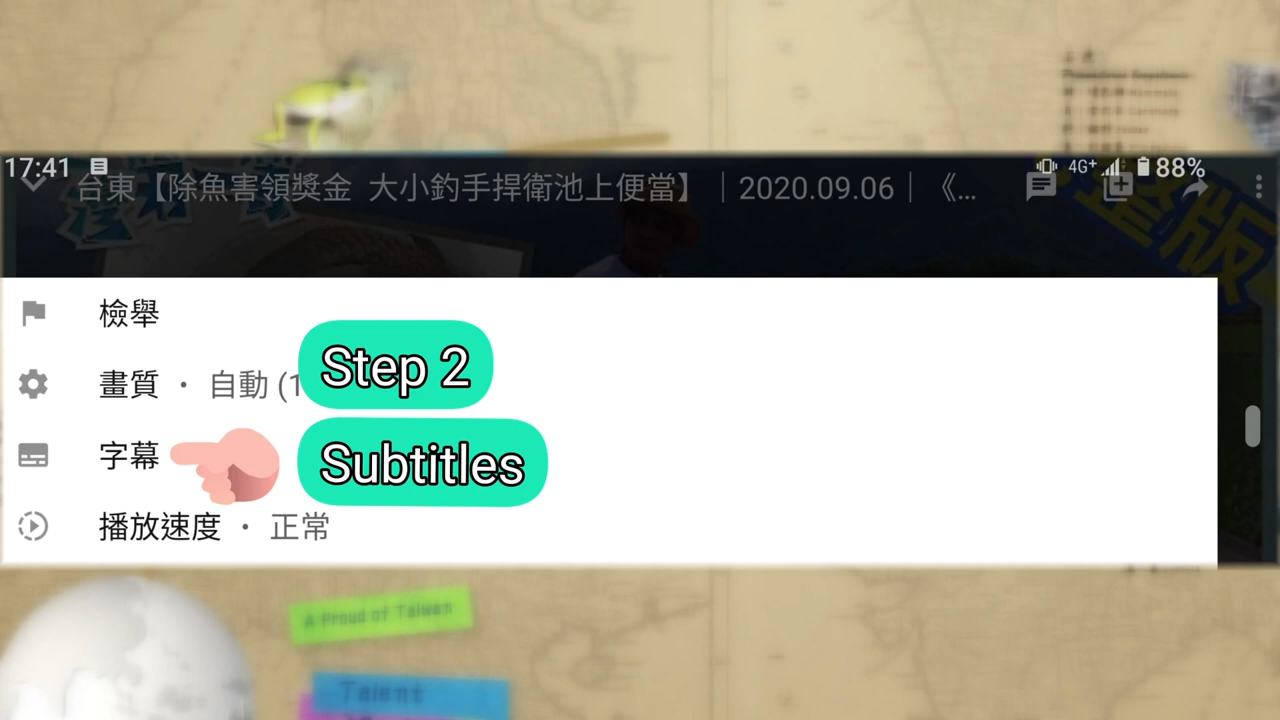 17:41
4G+
88%
台東【除魚害領獎金 大小釣手捍衛池上便當】｜2020.09.06｜《...
整版
檢舉
畫質 · 自動 (1
Step 2
字幕
Subtitles
播放速度 · 正常
A Proud of Taiwan
Talent